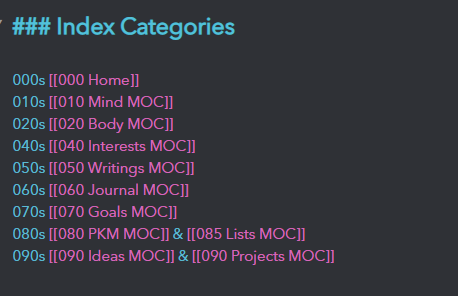 ### Index Categories
000s [[000 Home]]
010s [[010 Mind MOC]]
020s [[020 Body MOC]]
040s [[040 Interests MOC]]
050s [[050 Writings MOC]]
060s [[060 Journal MOC]]
070s [[070 Goals MOC]]
080s [[080 PKM MOC]] & [[085 Lists MOC]]
090s [[090 Ideas MOC]] & [[090 Projects MOC]]